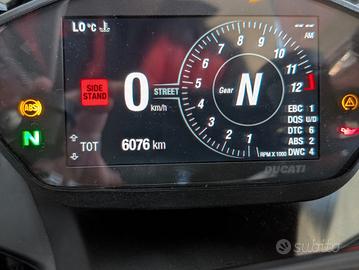 LO °C
-- --
AM
SIDE STAND
0
km/h
STREET
Gear
N
1
2
3
4
5
6
7
8
9
10
11
12
RPM X 1000
EBC 1
DQS U/D
DTC 6
ABS 2
DWC 4
ABS
N
TOT 6076 km
DUCATI
subito